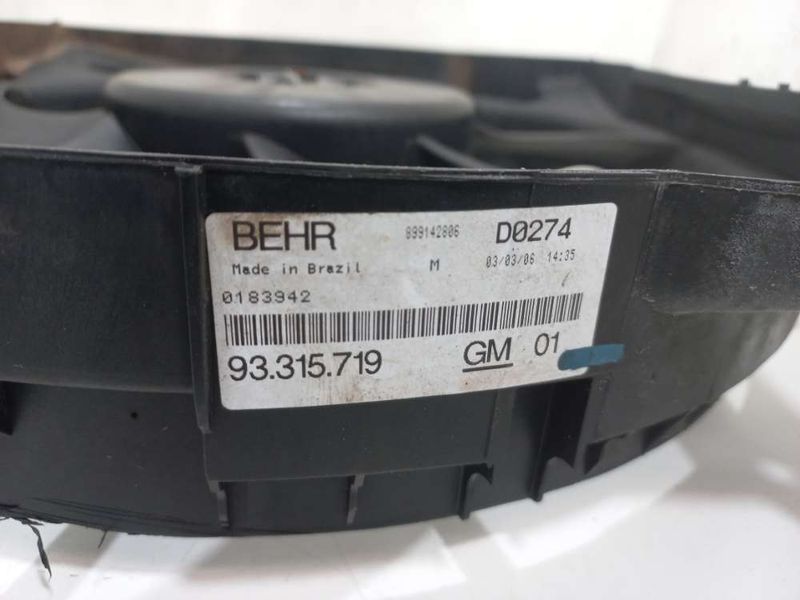 BEHR 899142806 D0274
Made in Brazil M 03/03/06 14:35
0183942
93.315.719 GM 01